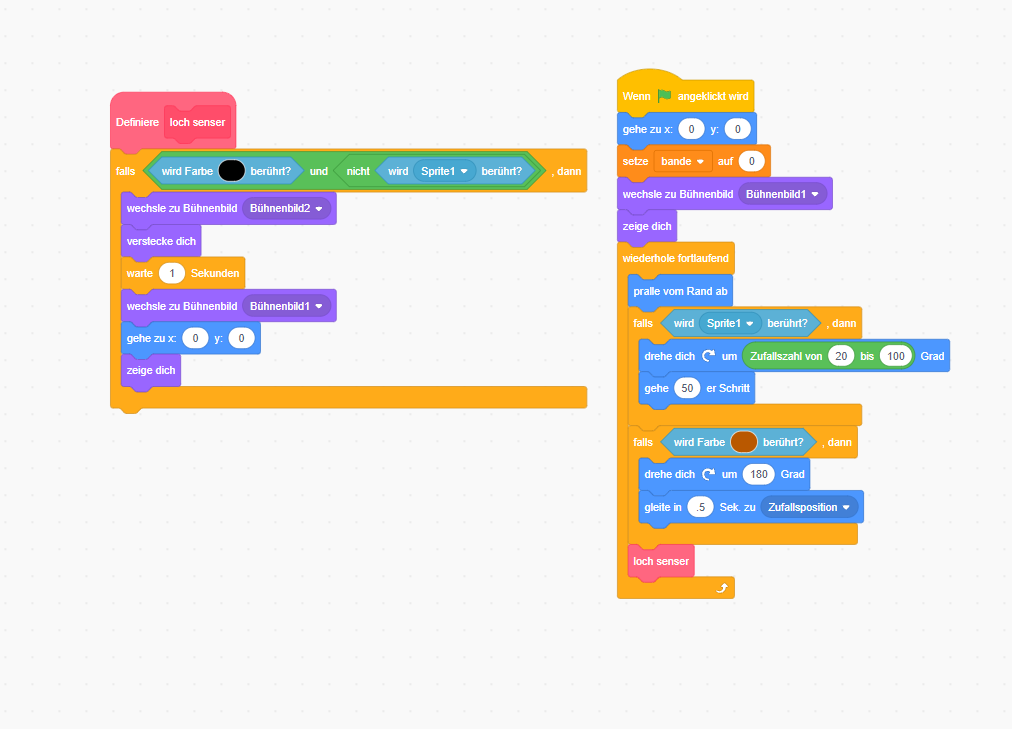 Definiere loch senser
falls wird Farbe berührt? und nicht wird Sprite1 berührt? , dann
wechsle zu Bühnenbild Bühnenbild2
verstecke dich
warte 1 Sekunden
wechsle zu Bühnenbild Bühnenbild1
gehe zu x: 0 y: 0
zeige dich
Wenn angeklickt wird
gehe zu x: 0 y: 0
setze bande auf 0
wechsle zu Bühnenbild Bühnenbild1
zeige dich
wiederhole fortlaufend
pralle vom Rand ab
falls wird Sprite1 berührt? , dann
drehe dich um Zufallszahl von 20 bis 100 Grad
gehe 50 er Schritt
falls wird Farbe berührt? , dann
drehe dich um 180 Grad
gleite in .5 Sek. zu Zufallsposition
loch senser